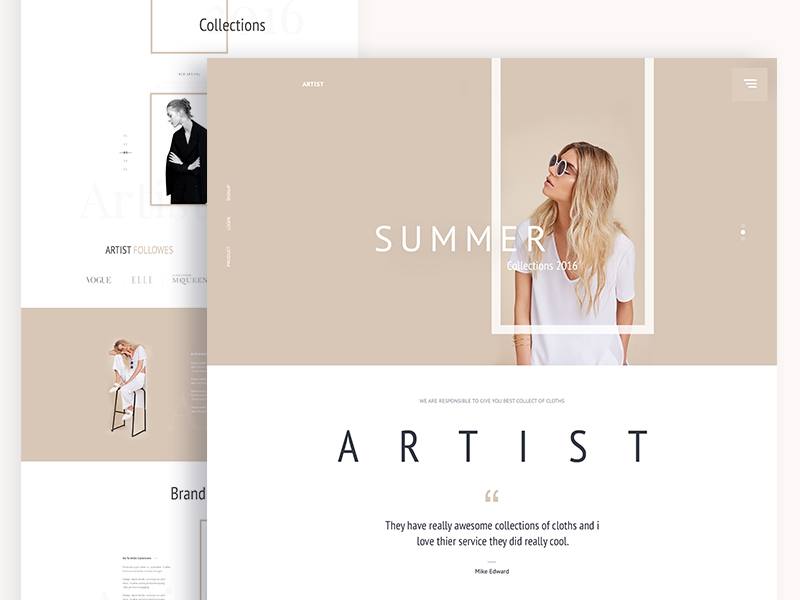 Collections
2016
Artist
ARTIST FOLLOWES
VOGUE
ELLE
MQUEEN
Brand
ARTIST
SIGNUP
LOGIN
PRODUCT
SUMMER
Collections 2016
WE ARE RESPONSIBLE TO GIVE YOU BEST COLLECT OF CLOTHS
ARTIST
“
They have really awesome collections of cloths and i
love thier service they did really cool.
Mike Edward